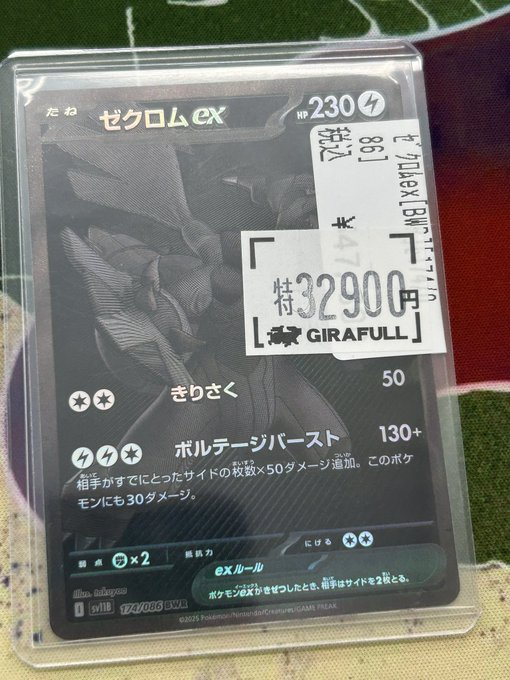 たね ゼクロムex HP 230
ｾﾞｸﾛﾑex[BWR
86]
税込
¥
特 32900円
GIRAFULL
きりさく 50
ボルテージバースト 130+
相手がすでにとったサイドの枚数×50ダメージ追加。このポケ
モンにも30ダメージ。
弱点 ×2 抵抗力 にげる
exルール
ポケモンexがきぜつしたとき、相手はサイドを2枚とる。
Illus. takuyoa
I sv11B 174/086 BWR
©2025 Pokémon/Nintendo/Creatures/GAME FREAK